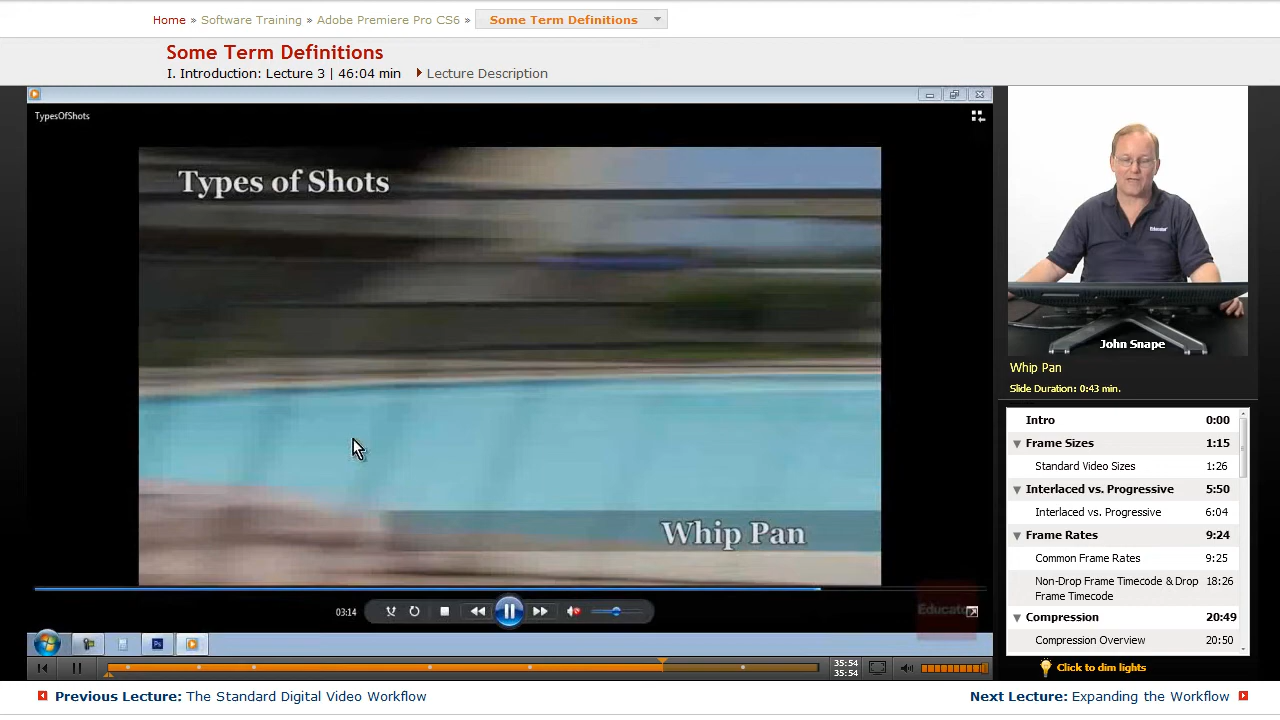 Home » Software Training » Adobe Premiere Pro CS6 » Some Term Definitions
Some Term Definitions
I. Introduction: Lecture 3 | 46:04 min Lecture Description
TypesOfShots
Types of Shots
Whip Pan
03:14
Educator
Educator
John Snape
Whip Pan
Slide Duration: 0:43 min.
Intro 0:00
Frame Sizes 1:15
Standard Video Sizes 1:26
Interlaced vs. Progressive 5:50
Interlaced vs. Progressive 6:04
Frame Rates 9:24
Common Frame Rates 9:25
Non-Drop Frame Timecode & Drop 18:26
Frame Timecode
Compression 20:49
Compression Overview 20:50
35:54
35:54
Click to dim lights
Previous Lecture: The Standard Digital Video Workflow
Next Lecture: Expanding the Workflow